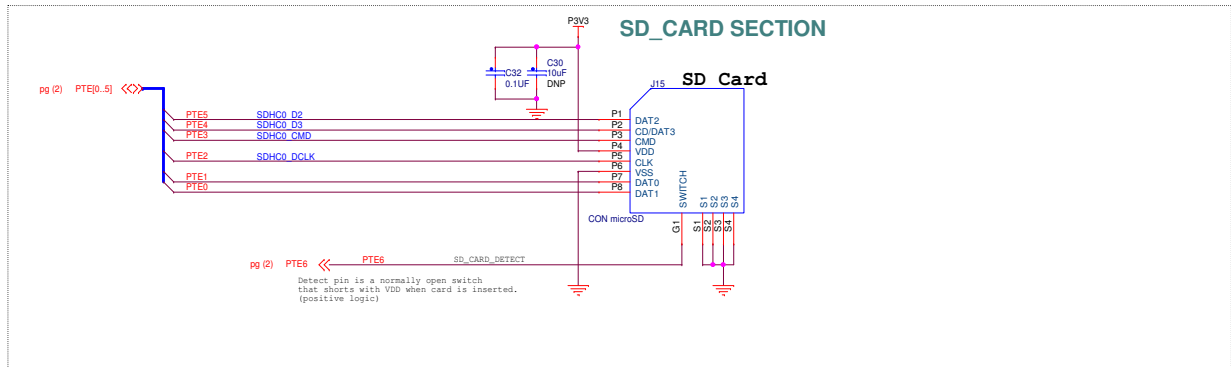 P3V3
SD_CARD SECTION
C32
0.1UF
C30
10uF
DNP
J15
SD Card
pg (2) PTE[0..5]
PTE5 SDHC0_D2 P1 DAT2
PTE4 SDHC0_D3 P2 CD/DAT3
PTE3 SDHC0_CMD P3 CMD
P4 VDD
PTE2 SDHC0_DCLK P5 CLK
P6 VSS
PTE1 P7 DAT0
PTE0 P8 DAT1
SWITCH S1 S2 S3 S4
CON microSD
G1 S1 S2 S3 S4
pg (2) PTE6 PTE6 SD_CARD_DETECT
Detect pin is a normally open switch
that shorts with VDD when card is inserted.
(positive logic)